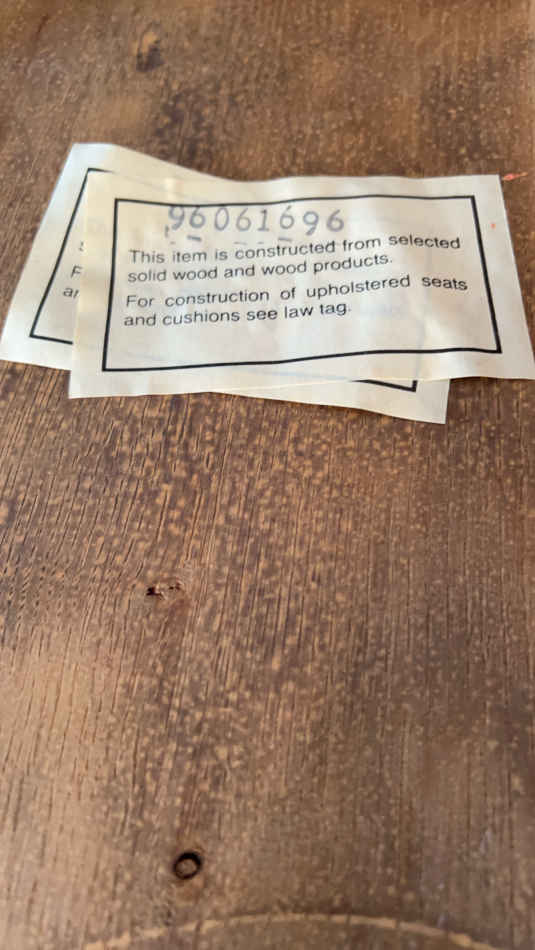 96061696
This item is constructed from selected
solid wood and wood products.
For construction of upholstered seats
and cushions see law tag.